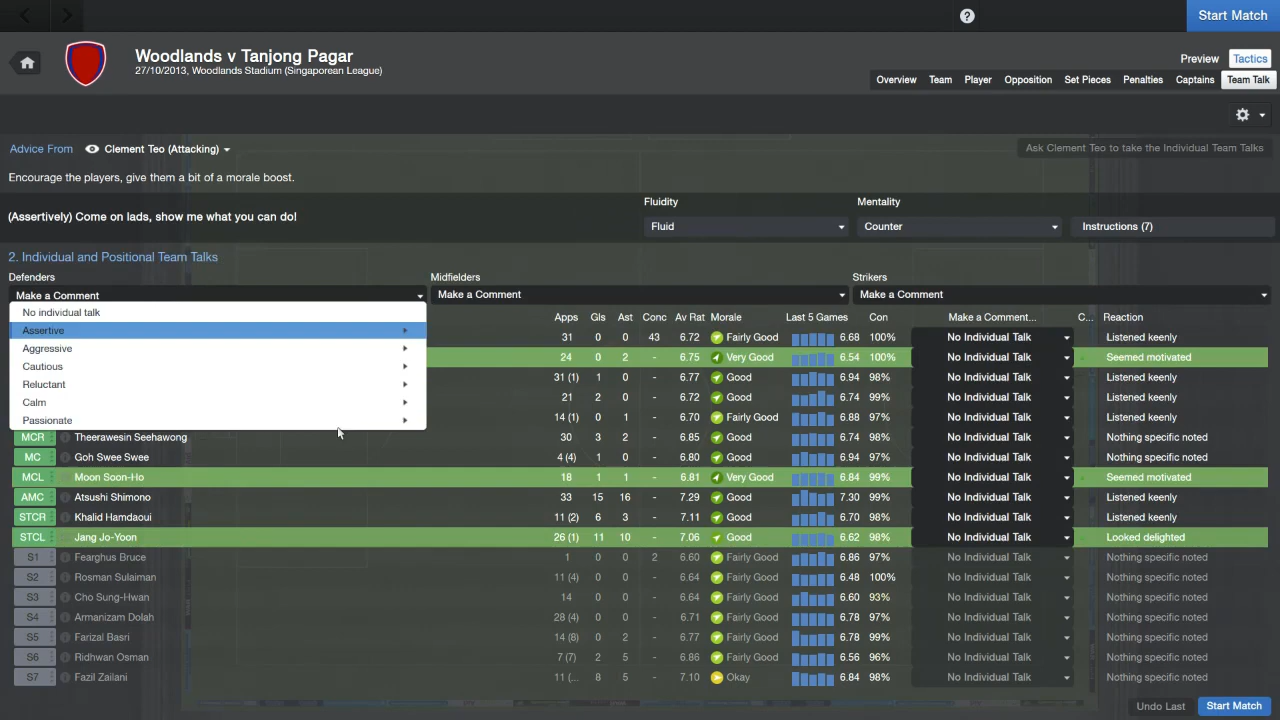 Start Match
Woodlands v Tanjong Pagar
27/10/2013, Woodlands Stadium (Singaporean League)
Preview Tactics
Overview Team Player Opposition Set Pieces Penalties Captains Team Talk
Advice From Clement Teo (Attacking)
Ask Clement Teo to take the Individual Team Talks
Encourage the players, give them a bit of a morale boost.
Fluidity Mentality
(Assertively) Come on lads, show me what you can do!
Fluid Counter Instructions (7)
2. Individual and Positional Team Talks
Defenders Midfielders Strikers
Make a Comment Make a Comment Make a Comment
No individual talk
Assertive
Aggressive
Cautious
Reluctant
Calm
Passionate
Apps Gls Ast Conc Av Rat Morale Last 5 Games Con Make a Comment... C... Reaction
31 0 0 43 6.72 Fairly Good 6.68 100% No Individual Talk Listened keenly
24 0 2 - 6.75 Very Good 6.54 100% No Individual Talk Seemed motivated
31 (1) 1 0 - 6.77 Good 6.94 98% No Individual Talk Listened keenly
21 2 0 - 6.72 Good 6.74 99% No Individual Talk Listened keenly
14 (1) 0 1 - 6.70 Fairly Good 6.88 97% No Individual Talk Listened keenly
MCR Theerawesin Seehawong 30 3 2 - 6.85 Good 6.74 98% No Individual Talk Nothing specific noted
MC Goh Swee Swee 4 (4) 1 0 - 6.80 Good 6.94 97% No Individual Talk Nothing specific noted
MCL Moon Soon-Ho 18 1 1 - 6.81 Very Good 6.84 99% No Individual Talk Seemed motivated
AMC Atsushi Shimono 33 15 16 - 7.29 Good 7.30 99% No Individual Talk Listened keenly
STCR Khalid Hamdaoui 11 (2) 6 3 - 7.11 Good 6.70 98% No Individual Talk Listened keenly
STCL Jang Jo-Yoon 26 (1) 11 10 - 7.06 Good 6.62 98% No Individual Talk Looked delighted
S1 Fearghus Bruce 1 0 0 2 6.60 Fairly Good 6.86 97% No Individual Talk Nothing specific noted
S2 Rosman Sulaiman 11 (4) 0 0 - 6.64 Fairly Good 6.48 100% No Individual Talk Nothing specific noted
S3 Cho Sung-Hwan 14 0 0 - 6.64 Fairly Good 6.60 93% No Individual Talk Nothing specific noted
S4 Armanizam Dolah 28 (4) 0 0 - 6.71 Fairly Good 6.78 97% No Individual Talk Nothing specific noted
S5 Farizal Basri 14 (8) 0 2 - 6.77 Fairly Good 6.78 99% No Individual Talk Nothing specific noted
S6 Ridhwan Osman 7 (7) 2 5 - 6.86 Fairly Good 6.56 96% No Individual Talk Nothing specific noted
S7 Fazil Zailani 11 (... 8 5 - 7.10 Okay 6.84 98% No Individual Talk Nothing specific noted
Undo Last Start Match